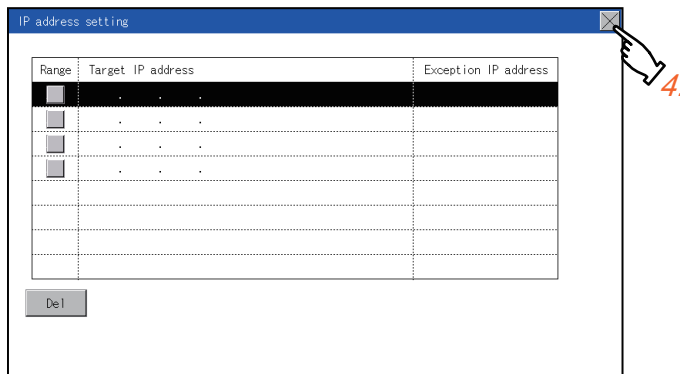 IP address setting
Range Target IP address Exception IP address
. . .
. . .
. . .
. . .
4.
Del